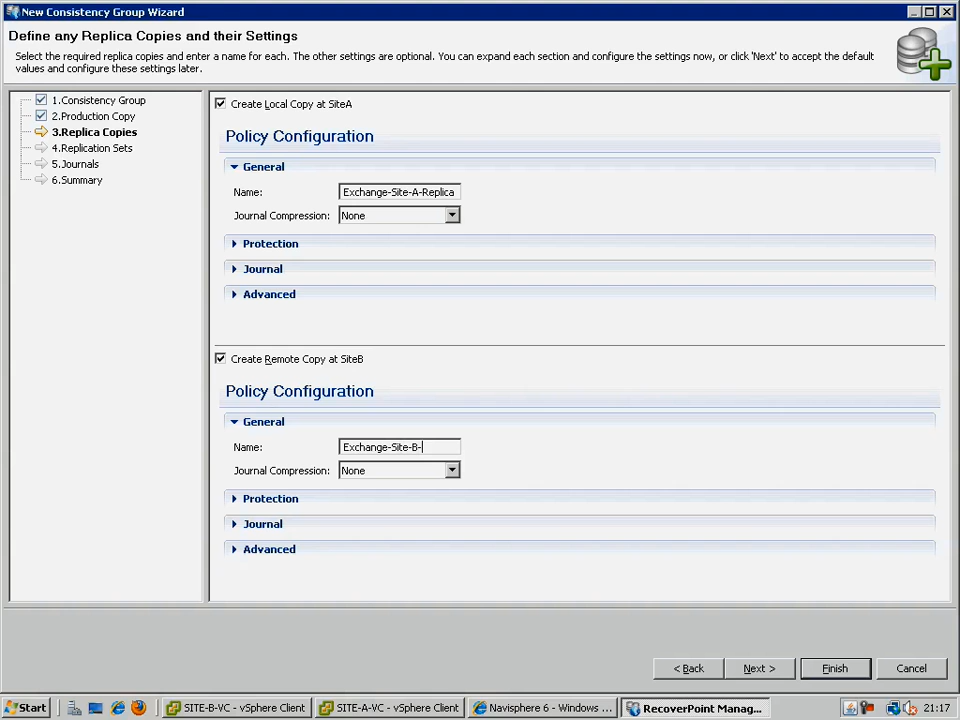 New Consistency Group Wizard
Define any Replica Copies and their Settings
Select the required replica copies and enter a name for each. The other settings are optional. You can expand each section and configure the settings now, or click 'Next' to accept the default
values and configure these settings later.
1.Consistency Group
2.Production Copy
3.Replica Copies
4.Replication Sets
5.Journals
6.Summary
Create Local Copy at SiteA
Policy Configuration
General
Name: Exchange-Site-A-Replica
Journal Compression: None
Protection
Journal
Advanced
Create Remote Copy at SiteB
Policy Configuration
General
Name: Exchange-Site-B-
Journal Compression: None
Protection
Journal
Advanced
< Back Next > Finish Cancel
Start SITE-B-VC - vSphere Client SITE-A-VC - vSphere Client Navisphere 6 - Windows ... RecoverPoint Manag... 21:17